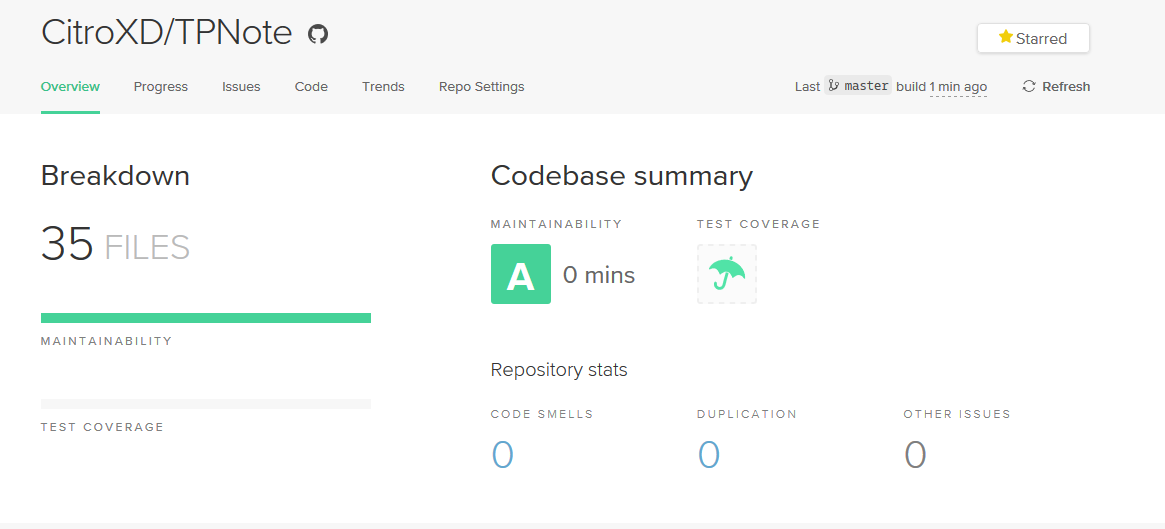 CitroXD/TPNote
Starred
Overview Progress Issues Code Trends Repo Settings
Last master build 1 min ago Refresh
Breakdown
35 FILES
MAINTAINABILITY
TEST COVERAGE
Codebase summary
MAINTAINABILITY TEST COVERAGE
A 0 mins
Repository stats
CODE SMELLS DUPLICATION OTHER ISSUES
0 0 0